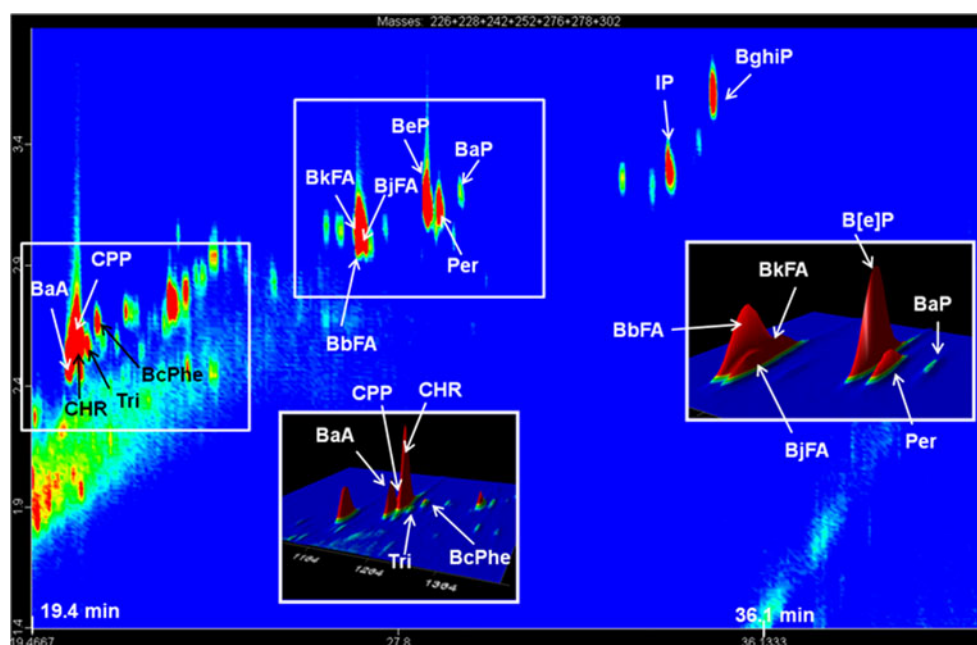 Masses: 226+228+242+252+276+278+302
3.4
2.9
2.4
1.9
1.4
BghiP
IP
BeP
BaP
BkFA
BjFA
Per
BbFA
CPP
BaA
BcPhe
Tri
CHR
B[e]P
BkFA
BbFA
BaP
BjFA
Per
CPP
CHR
BaA
Tri
BcPhe
1104
1204
1304
19.4 min
36.1 min
19.4667
27.8
36.1333